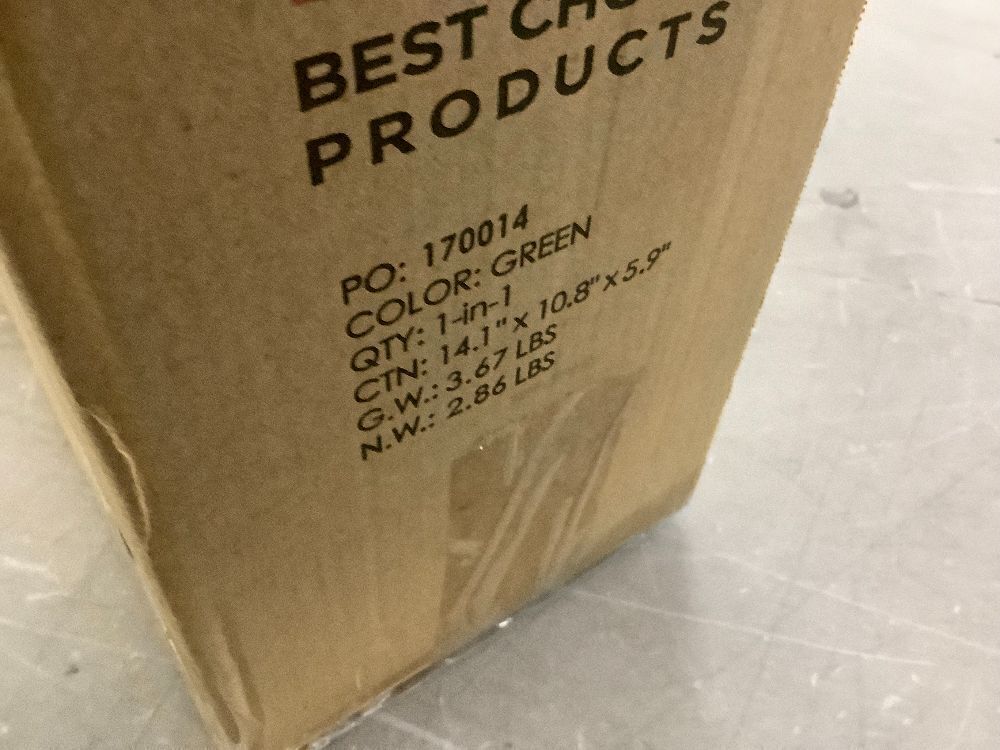 BEST
PRODUCTS
PO: 170014
COLOR: GREEN
QTY: 1-in-1
CTN: 14.1" x 10.8" x 5.9"
G.W.: 3.67 LBS
N.W.: 2.86 LBS